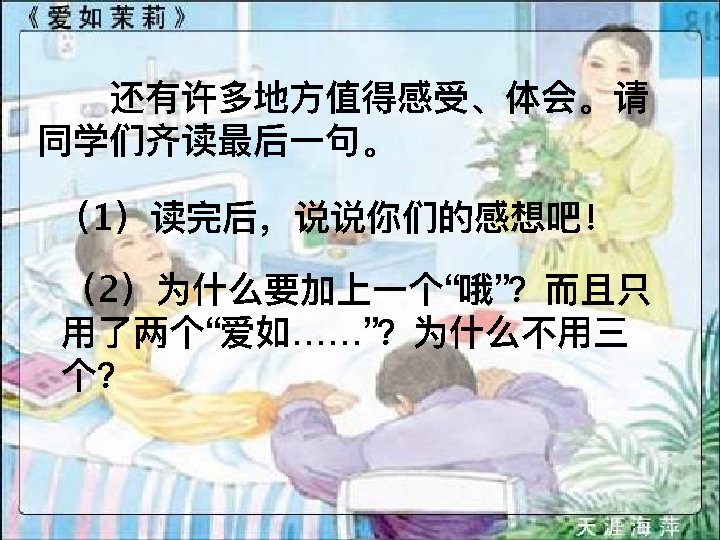 《爱如茉莉》
还有许多地方值得感受、体会。请
同学们齐读最后一句。
（1）读完后，说说你们的感想吧！
（2）为什么要加上一个“哦”？而且只
用了两个“爱如……”？为什么不用三
个？
天涯海萍